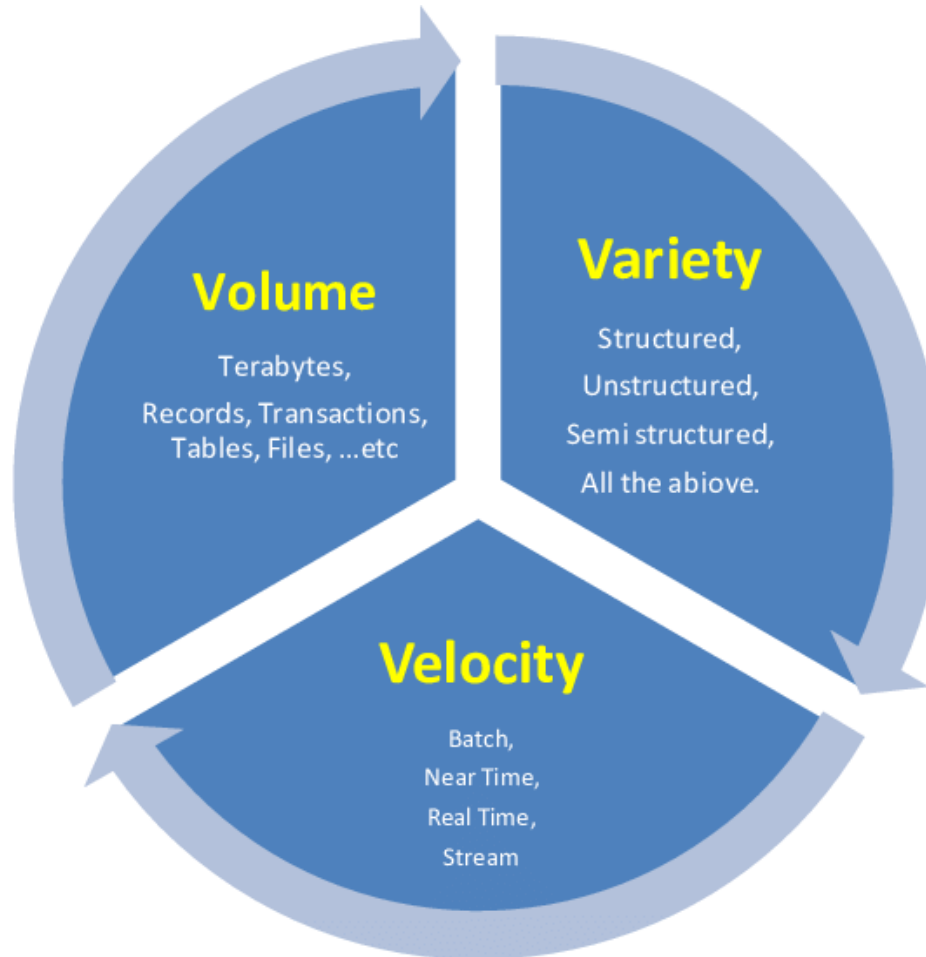 Volume
Terabytes,
Records, Transactions,
Tables, Files, ...etc
Variety
Structured,
Unstructured,
Semi structured,
All the abiove.
Velocity
Batch,
Near Time,
Real Time,
Stream